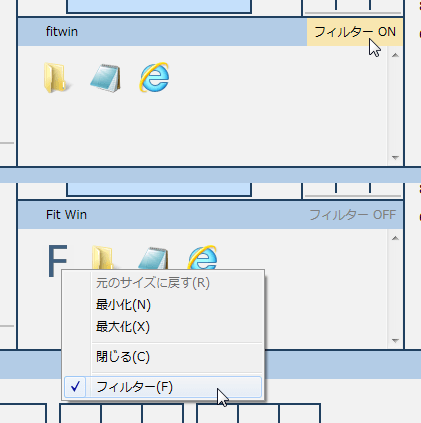 fitwin フィルター ON
Fit Win フィルター OFF
F
元のサイズに戻す(R)
最小化(N)
最大化(X)
閉じる(C)
フィルター(F)